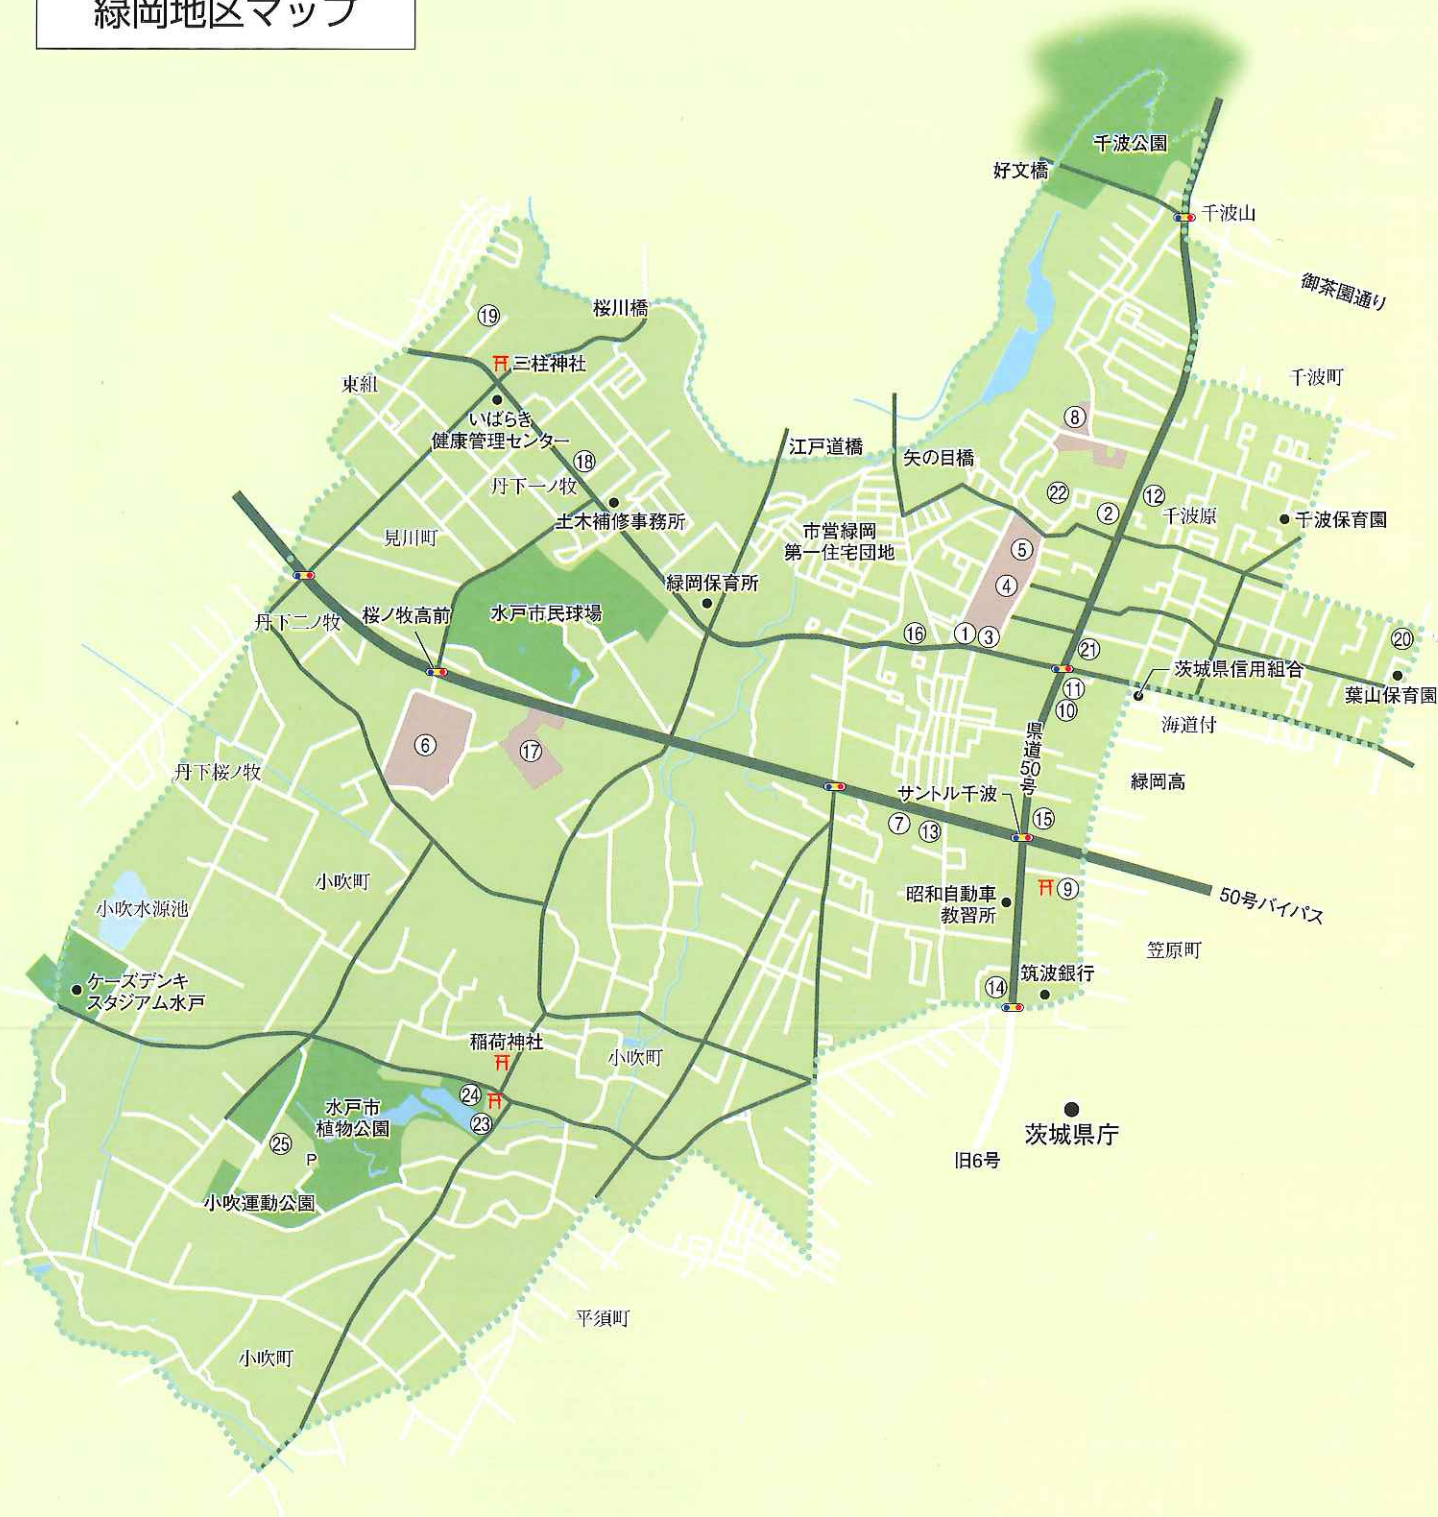 緑岡地区マップ
千波公園
好文橋
千波山
御茶園通り
桜川橋
⑲
三柱神社
東組
千波町
いばらき
健康管理センター
⑧
江戸道橋
矢の目橋
⑱
丹下一ノ牧
㉒
②
⑫
千波原
千波保育園
土木補修事務所
市営緑岡
第一住宅団地
見川町
⑤
緑岡保育所
④
水戸市民球場
桜ノ牧高前
丹下二ノ牧
⑯
①
③
㉑
⑳
茨城県信用組合
葉山保育園
⑪
⑩
海道付
県道50号
⑥
⑰
丹下桜ノ牧
緑岡高
サントル千波
⑦
⑬
⑮
小吹町
昭和自動車
教習所
⑨
50号バイパス
小吹水源池
笠原町
ケーズデンキ
スタジアム水戸
筑波銀行
⑭
稲荷神社
小吹町
㉔
水戸市
植物公園
㉓
㉕
P
茨城県庁
旧6号
小吹運動公園
平須町
小吹町